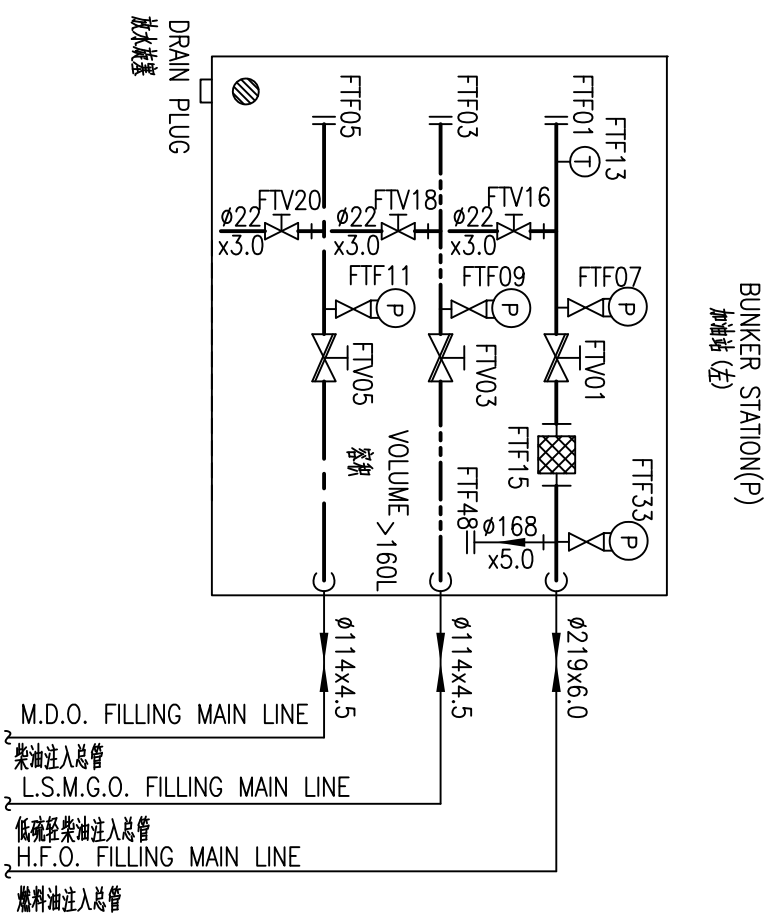 BUNKER STATION(P)
加油站(左)
DRAIN PLUG
放水旋塞
FTF05
FTF03
FTF01
FTF13
T
FTV20
FTV18
FTV16
ø22
x3.0
ø22
x3.0
ø22
x3.0
FTF11
P
FTF09
P
FTF07
P
FTV05
FTV03
FTV01
FTF15
VOLUME >160L
容积
FTF48
ø168
x5.0
FTF33
P
ø114x4.5
ø114x4.5
ø219x6.0
M.D.O. FILLING MAIN LINE
柴油注入总管
L.S.M.G.O. FILLING MAIN LINE
低硫轻柴油注入总管
H.F.O. FILLING MAIN LINE
燃料油注入总管